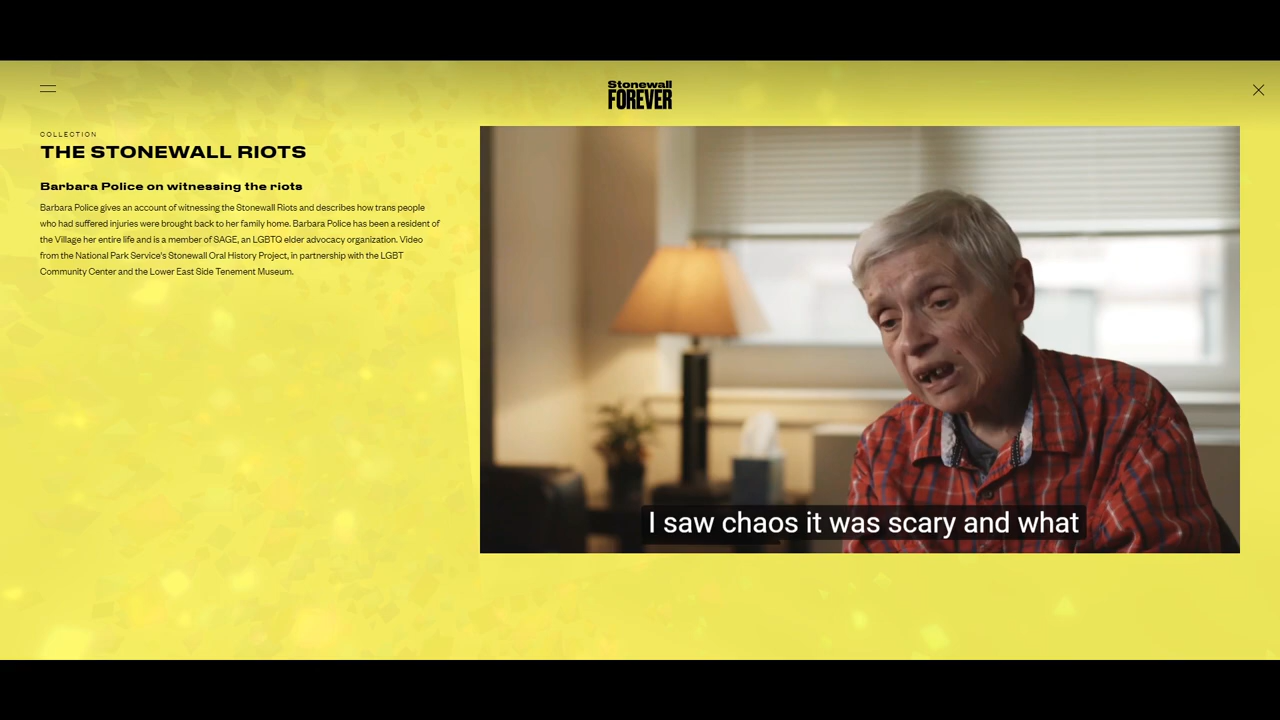 Stonewall
FOREVER
COLLECTION
THE STONEWALL RIOTS
Barbara Police on witnessing the riots
Barbara Police gives an account of witnessing the Stonewall Riots and describes how trans people
who had suffered injuries were brought back to her family home. Barbara Police has been a resident of
the Village her entire life and is a member of SAGE, an LGBTQ elder advocacy organization. Video
from the National Park Service's Stonewall Oral History Project, in partnership with the LGBT
Community Center and the Lower East Side Tenement Museum.
I saw chaos it was scary and what